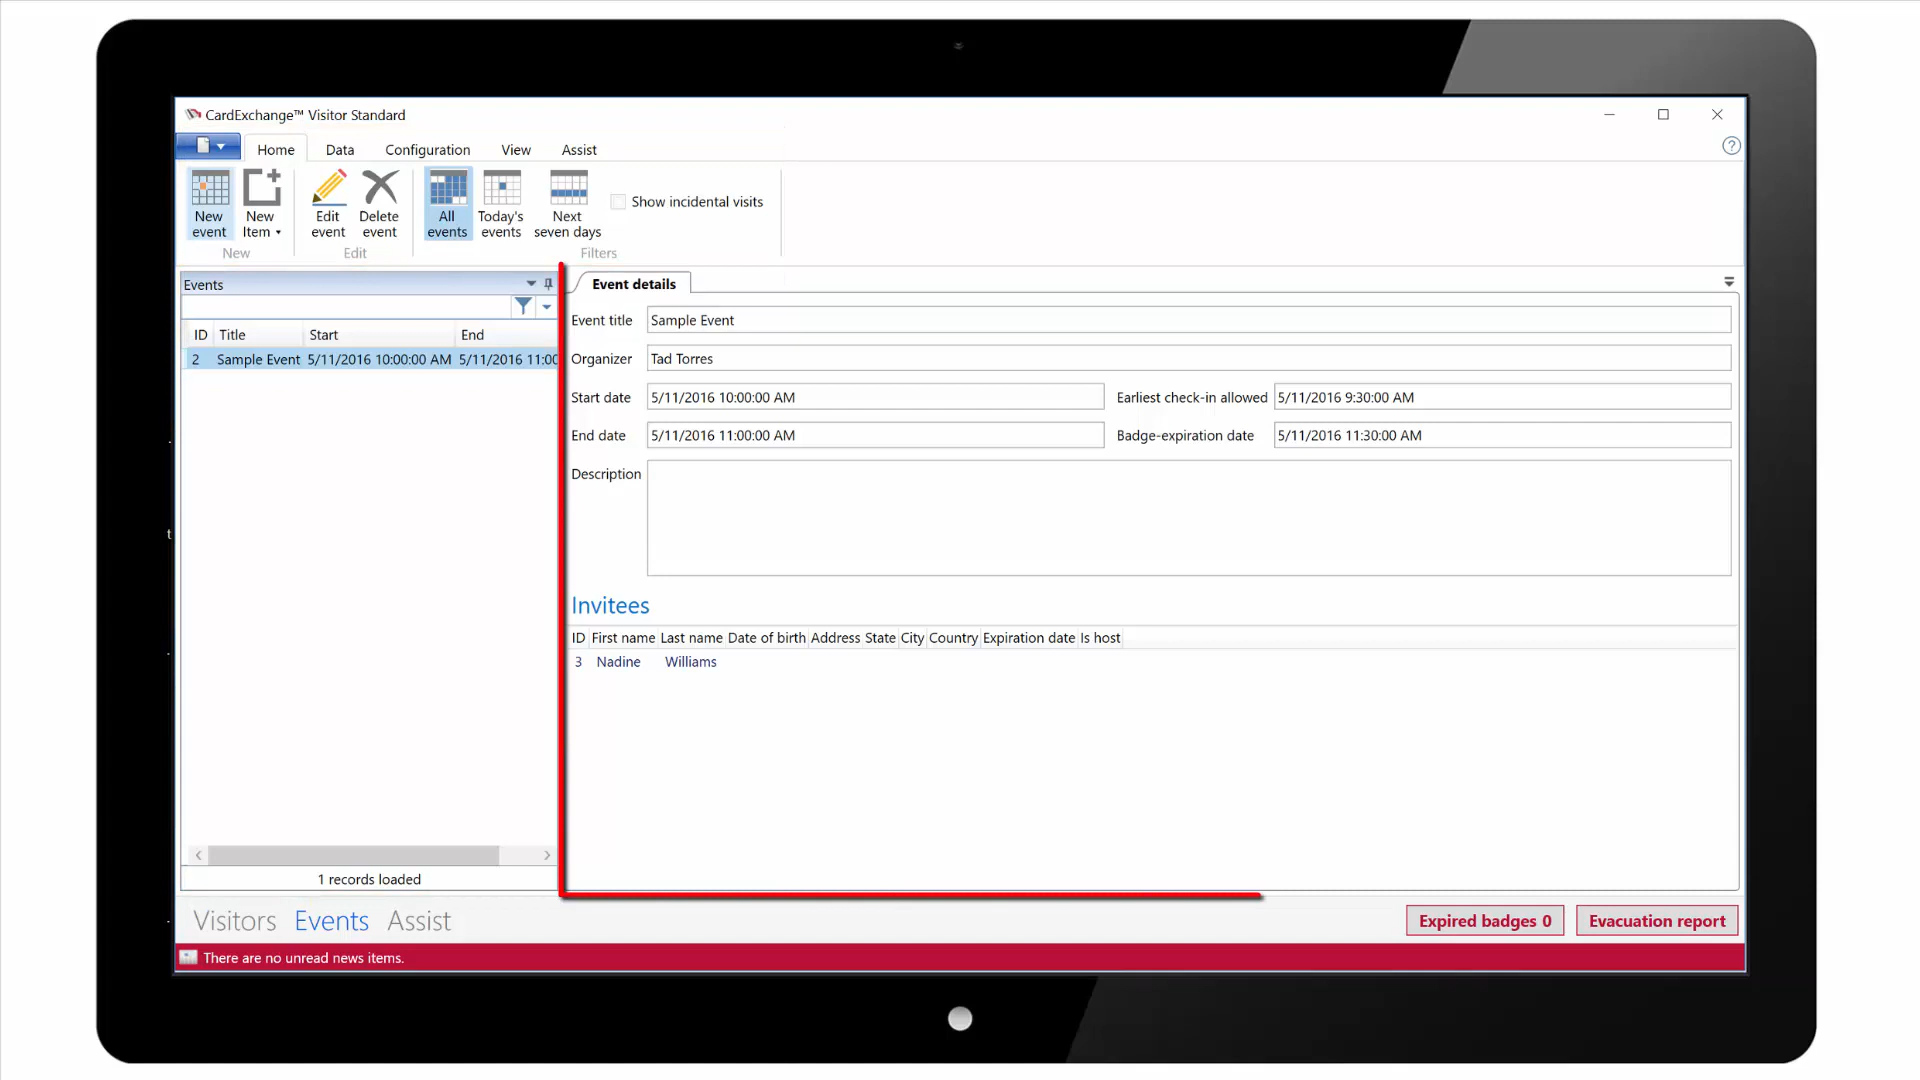 CardExchange™ Visitor Standard
Home Data Configuration View Assist
New event
New Item
Edit event
Delete event
All events
Today's events
Next seven days
Show incidental visits
New Edit Filters
Events
ID Title Start End
2 Sample Event 5/11/2016 10:00:00 AM 5/11/2016 11:00
1 records loaded
Event details
Event title Sample Event
Organizer Tad Torres
Start date 5/11/2016 10:00:00 AM Earliest check-in allowed 5/11/2016 9:30:00 AM
End date 5/11/2016 11:00:00 AM Badge-expiration date 5/11/2016 11:30:00 AM
Description
Invitees
ID First name Last name Date of birth Address State City Country Expiration date Is host
3 Nadine Williams
Visitors Events Assist Expired badges 0 Evacuation report
There are no unread news items.